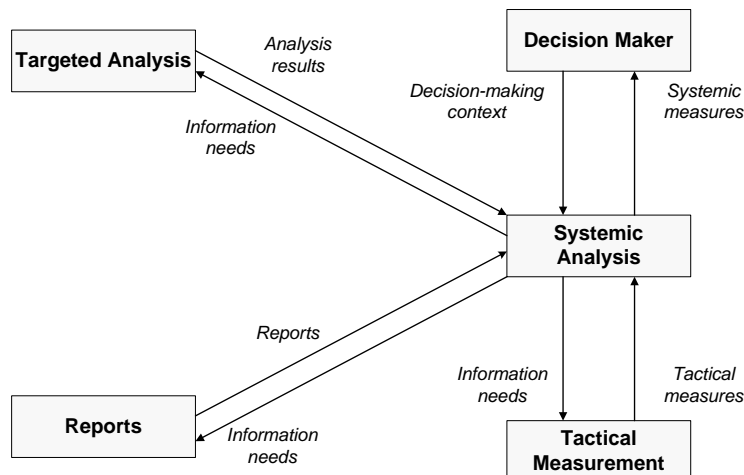 Targeted Analysis
Analysis
results
Decision Maker
Decision-making
context
Systemic
measures
Information
needs
Systemic
Analysis
Reports
Information
needs
Tactical
measures
Reports
Information
needs
Tactical
Measurement